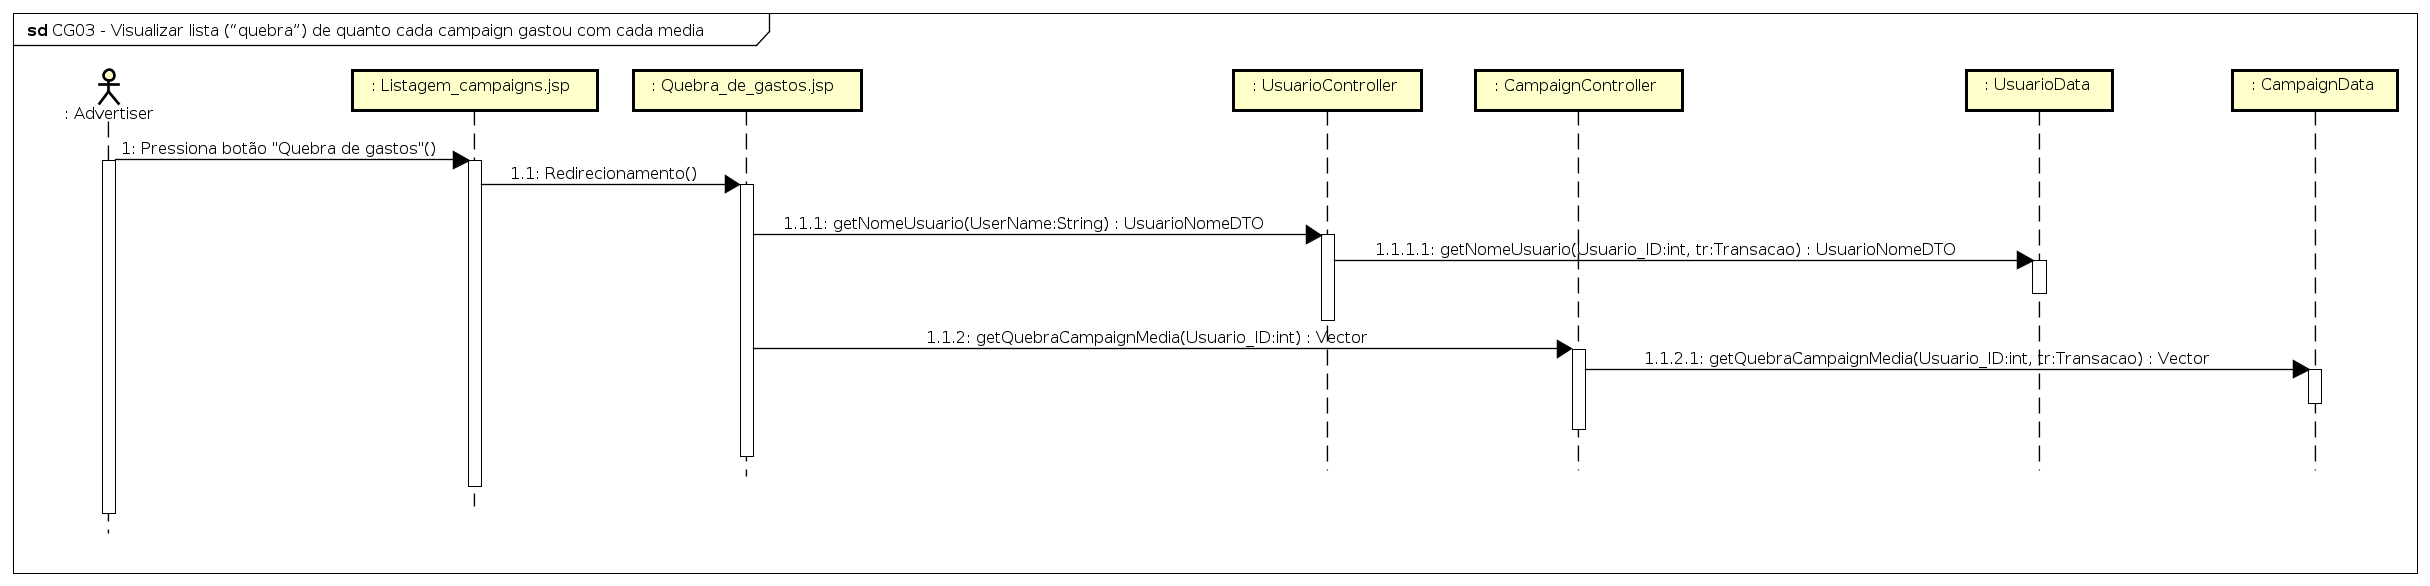 sd CG03 - Visualizar lista (“quebra”) de quanto cada campaign gastou com cada media
: Advertiser
: Listagem_campaigns.jsp
: Quebra_de_gastos.jsp
: UsuarioController
: CampaignController
: UsuarioData
: CampaignData
1: Pressiona botão "Quebra de gastos"()
1.1: Redirecionamento()
1.1.1: getNomeUsuario(UserName:String) : UsuarioNomeDTO
1.1.1.1: getNomeUsuario(Usuario_ID:int, tr:Transacao) : UsuarioNomeDTO
1.1.2: getQuebraCampaignMedia(Usuario_ID:int) : Vector
1.1.2.1: getQuebraCampaignMedia(Usuario_ID:int, tr:Transacao) : Vector